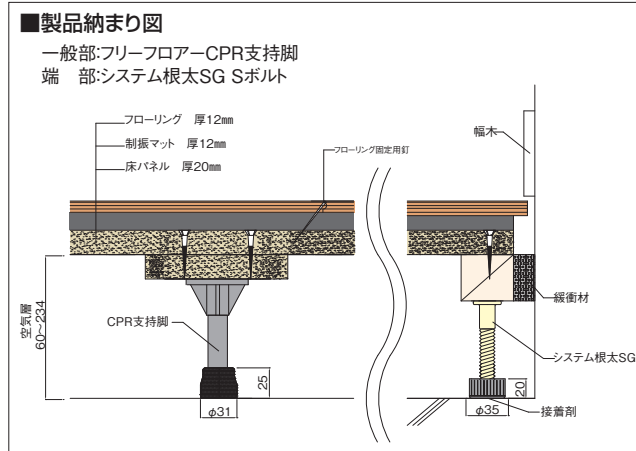 ■製品納まり図
一般部:フリーフロアーCPR支持脚
端　部:システム根太SG Sボルト
フローリング　厚12㎜
制振マット　厚12㎜
床パネル　厚20㎜
フローリング固定用釘
幅木
空気層
60~234
CPR支持脚
25
φ31
緩衝材
システム根太SG
20
φ35
接着剤